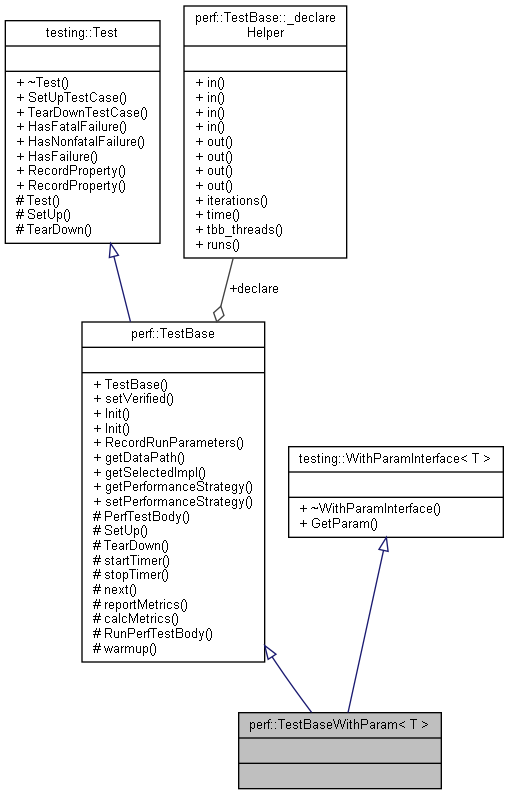 testing::Test
+ ~Test()
+ SetUpTestCase()
+ TearDownTestCase()
+ HasFatalFailure()
+ HasNonfatalFailure()
+ HasFailure()
+ RecordProperty()
+ RecordProperty()
# Test()
# SetUp()
# TearDown()
perf::TestBase::_declare
Helper
+ in()
+ in()
+ in()
+ in()
+ out()
+ out()
+ out()
+ out()
+ iterations()
+ time()
+ tbb_threads()
+ runs()
+declare
perf::TestBase
+ TestBase()
+ setVerified()
+ Init()
+ Init()
+ RecordRunParameters()
+ getDataPath()
+ getSelectedImpl()
+ getPerformanceStrategy()
+ setPerformanceStrategy()
# PerfTestBody()
# SetUp()
# TearDown()
# startTimer()
# stopTimer()
# next()
# reportMetrics()
# calcMetrics()
# RunPerfTestBody()
# warmup()
testing::WithParamInterface< T >
+ ~WithParamInterface()
+ GetParam()
perf::TestBaseWithParam< T >